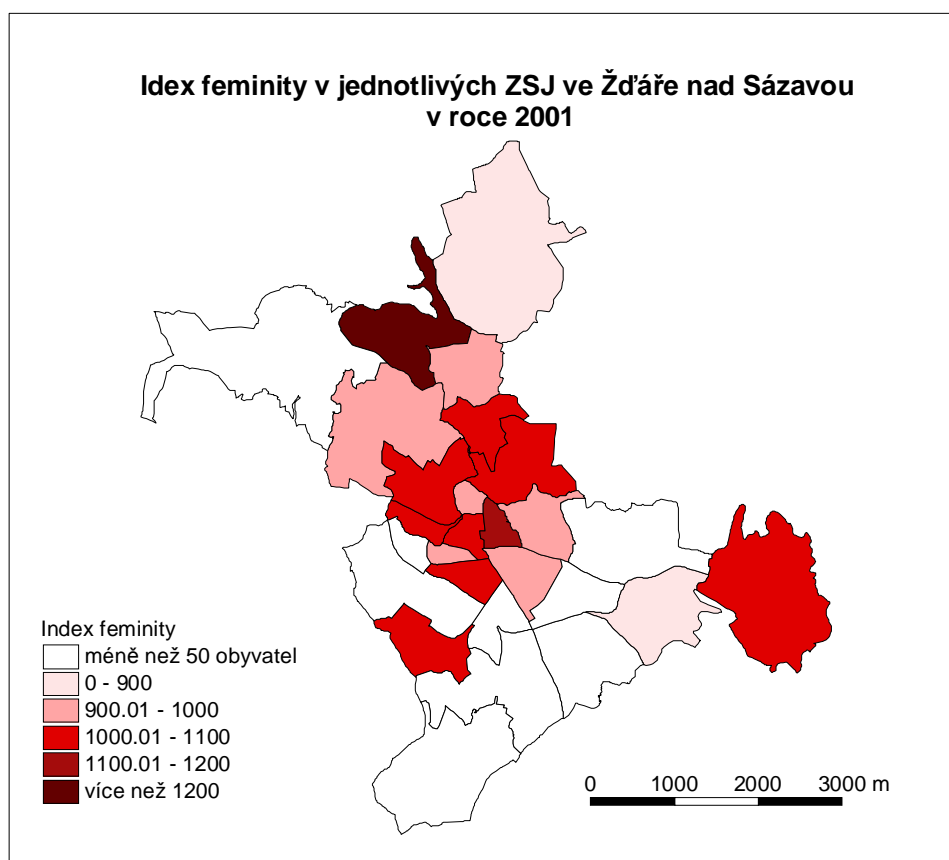 Idex feminity v jednotlivých ZSJ ve Žďáře nad Sázavou
v roce 2001
Index feminity
méně než 50 obyvatel
0 - 900
900.01 - 1000
1000.01 - 1100
1100.01 - 1200
více než 1200
0 1000 2000 3000 m